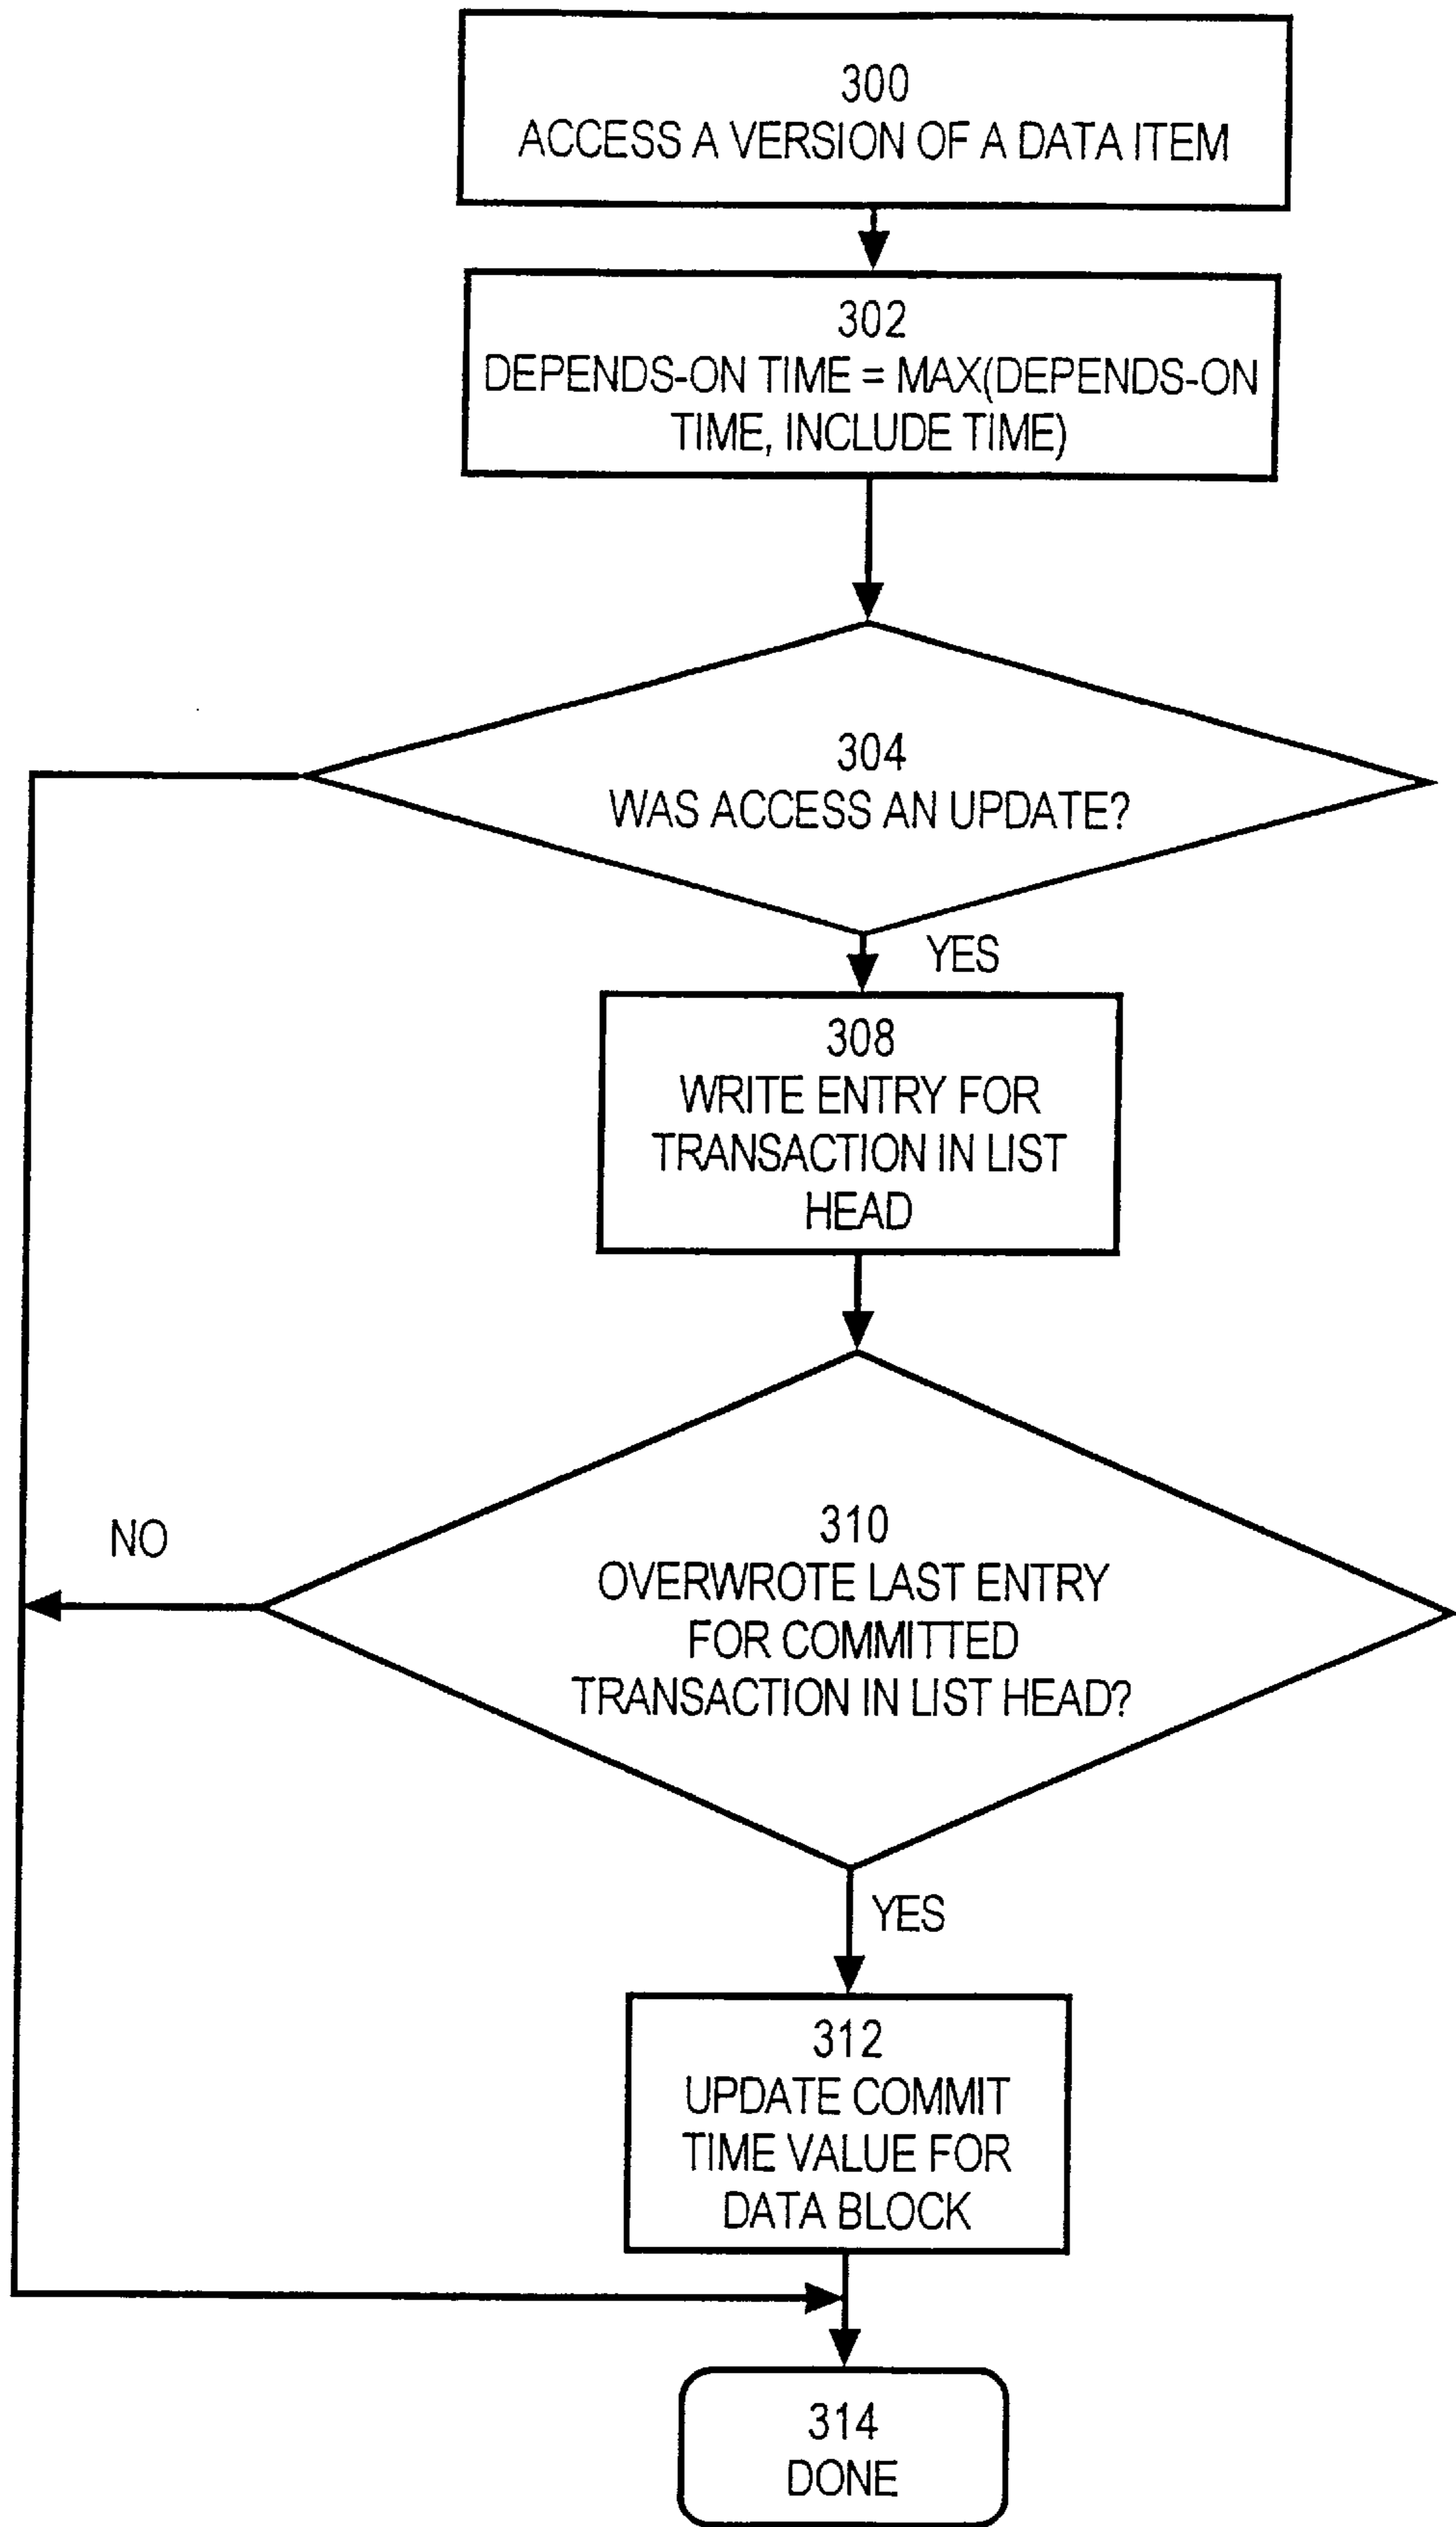 300
ACCESS A VERSION OF A DATA ITEM
302
DEPENDS-ON TIME = MAX(DEPENDS-ON
TIME, INCLUDE TIME)
304
WAS ACCESS AN UPDATE?
YES
308
WRITE ENTRY FOR
TRANSACTION IN LIST
HEAD
NO
310
OVERWROTE LAST ENTRY
FOR COMMITTED
TRANSACTION IN LIST HEAD?
YES
312
UPDATE COMMIT
TIME VALUE FOR
DATA BLOCK
314
DONE